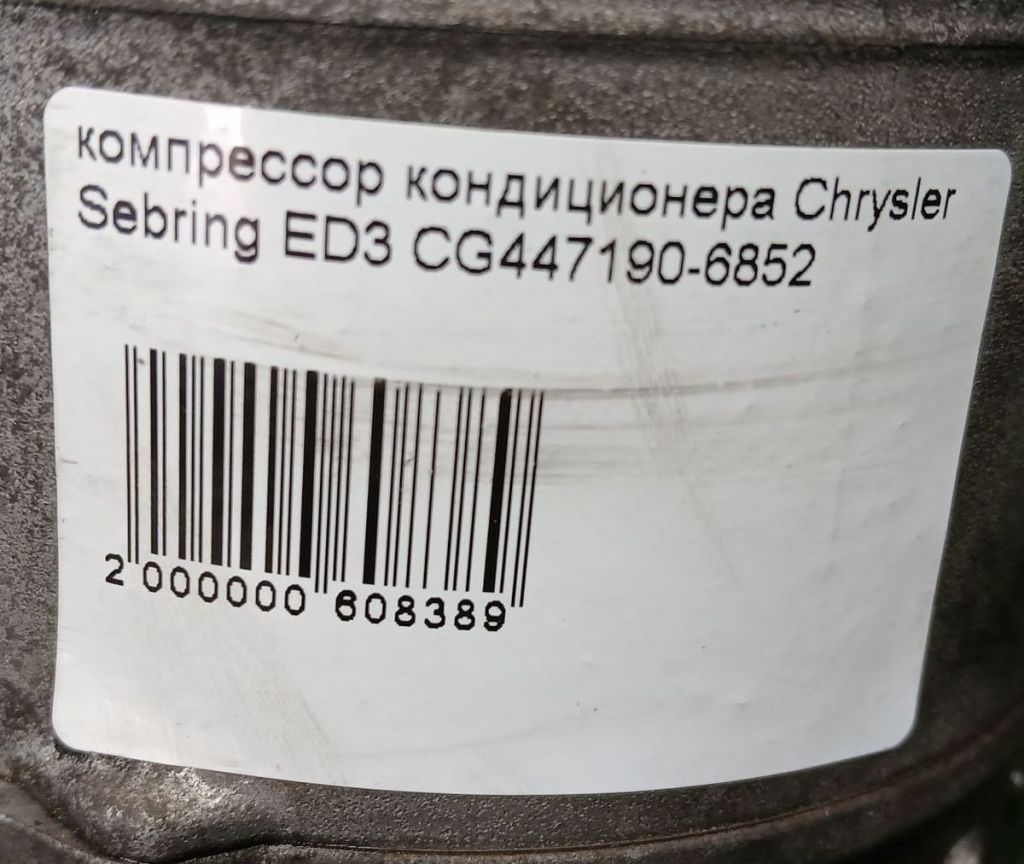 компрессор кондиционера Chrysler
Sebring ED3 CG447190-6852
2 000000 608389